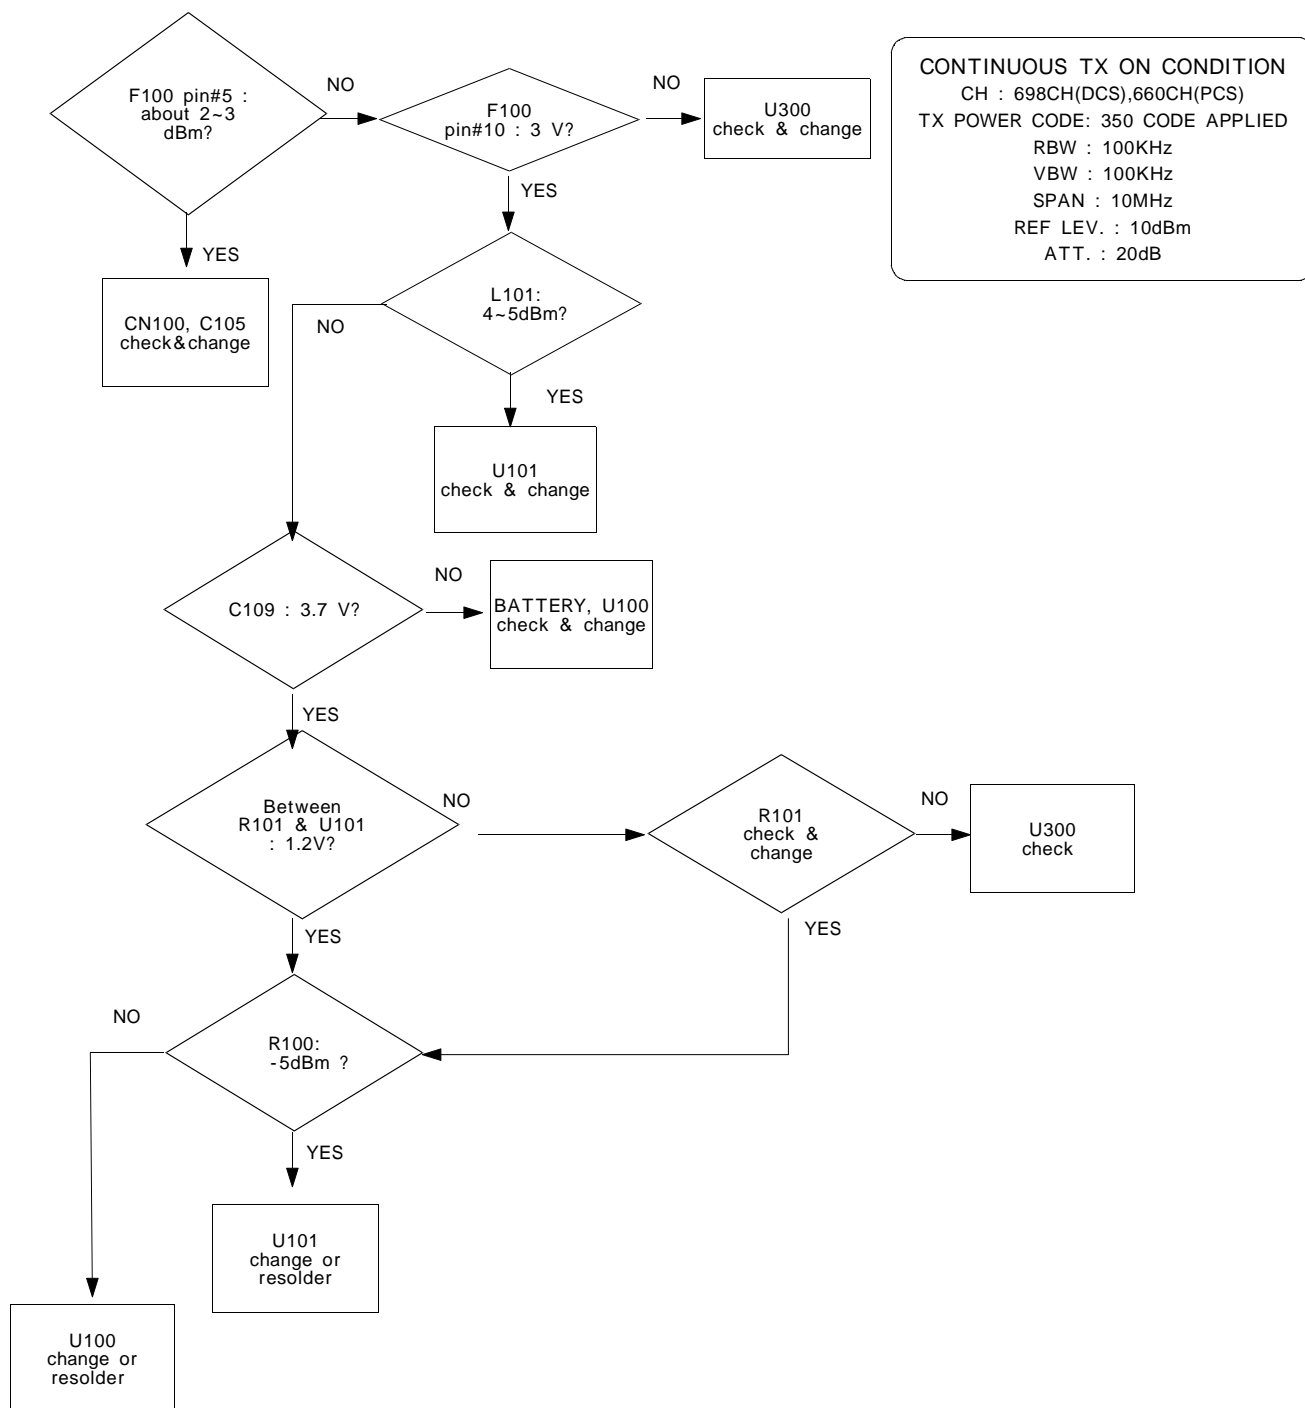 F100 pin#5 :
about 2~3
dBm?
NO
F100
pin#10 : 3 V?
NO
U300
check & change
CONTINUOUS TX ON CONDITION
CH : 698CH(DCS),660CH(PCS)
TX POWER CODE: 350 CODE APPLIED
RBW : 100KHz
VBW : 100KHz
SPAN : 10MHz
REF LEV. : 10dBm
ATT. : 20dB
YES
YES
CN100, C105
check&change
L101:
4~5dBm?
NO
YES
U101
check & change
C109 : 3.7 V?
NO
BATTERY, U100
check & change
YES
Between
R101 & U101
: 1.2V?
NO
R101
check &
change
NO
U300
check
YES
YES
R100:
-5dBm ?
NO
YES
U101
change or
resolder
U100
change or
resolder